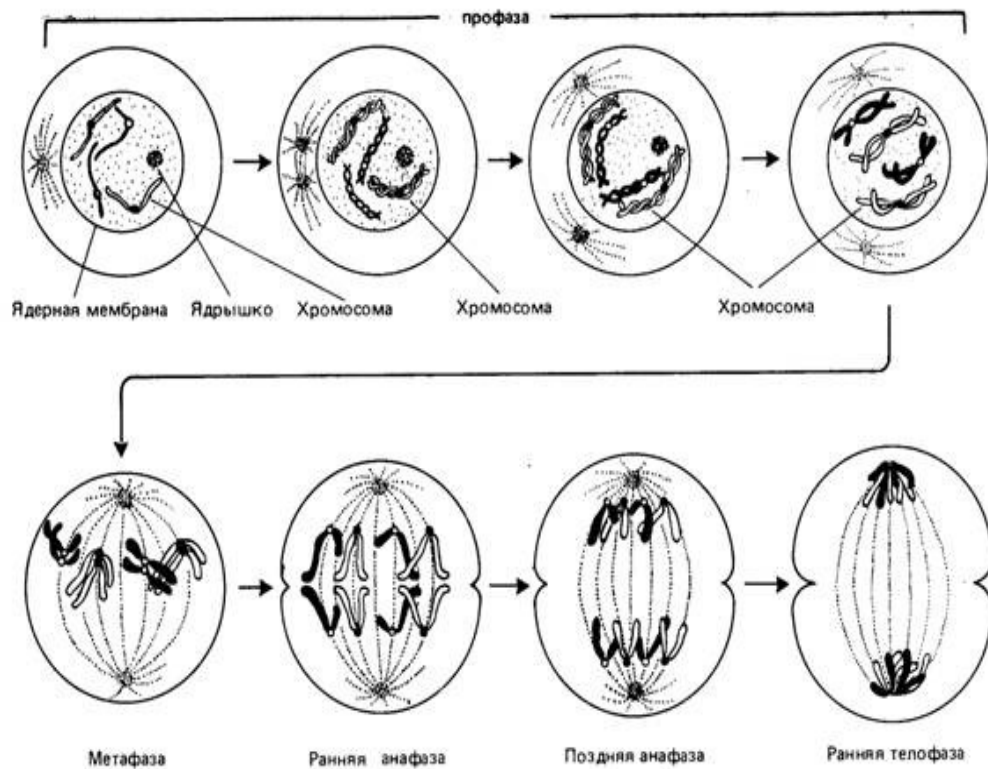 профаза
Ядерная мембрана Ядрышко Хромосома Хромосома Хромосома
Метафаза Ранняя анафаза Поздняя анафаза Ранняя телофаза